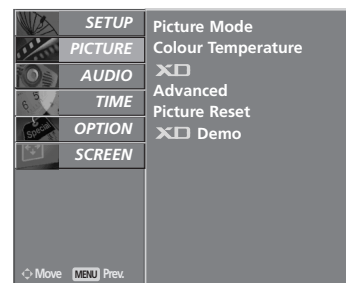 SETUP
PICTURE
AUDIO
TIME
OPTION
SCREEN
Move MENU Prev.
Picture Mode
Colour Temperature
XD
Advanced
Picture Reset
XD Demo